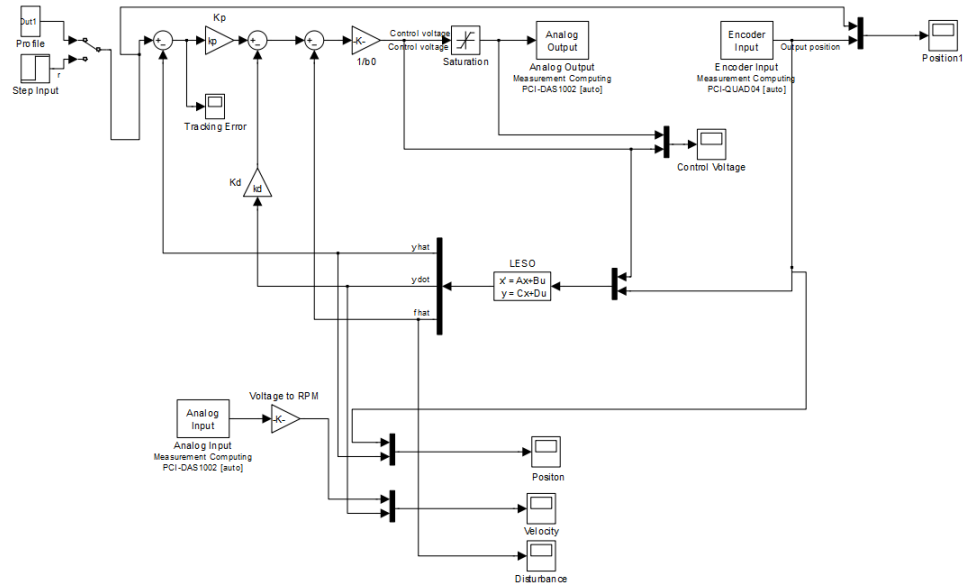 Out1
Profile
r
Step Input
Kp
kp
Tracking Error
Kd
kd
-K-
1/b0
Control voltage
Control voltage
Saturation
Analog
Output
Analog Output
Measurement Computing
PCI-DAS1002 [auto]
Encoder
Input
Output position
Encoder Input
Measurement Computing
PCI-QUAD04 [auto]
Position1
Control Voltage
yhat
ydot
fhat
LESO
x' = Ax+Bu
y = Cx+Du
Voltage to RPM
Analog
Input
-K-
Analog Input
Measurement Computing
PCI-DAS1002 [auto]
Positon
Velocity
Disturbance